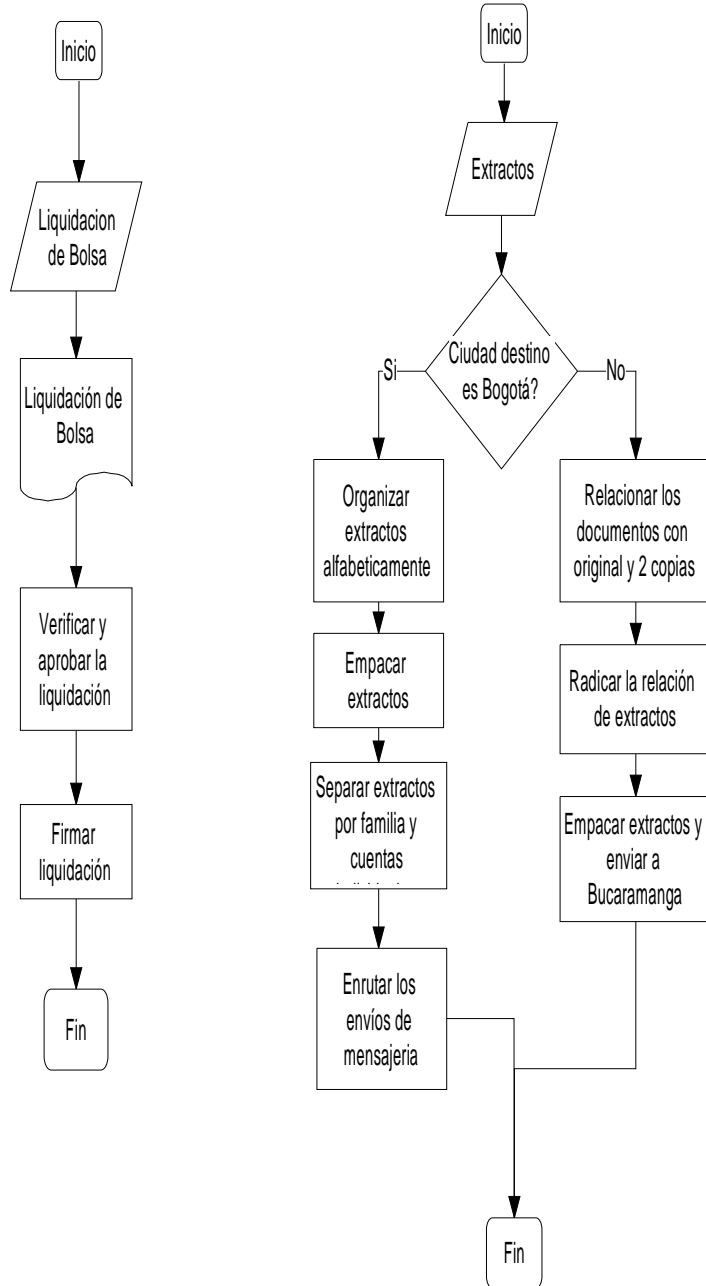 Inicio
Liquidacion
de Bolsa
Liquidación de
Bolsa
Verificar y
aprobar la
liquidación
Firmar
liquidación
Fin
Inicio
Extractos
Ciudad destino
es Bogotá?
Si
No
Organizar
extractos
alfabeticamente
Empacar
extractos
Separar extractos
por familia y
cuentas
Enrutar los
envíos de
mensajeria
Relacionar los
documentos con
original y 2 copias
Radicar la relación
de extractos
Empacar extractos y
enviar a
Bucaramanga
Fin